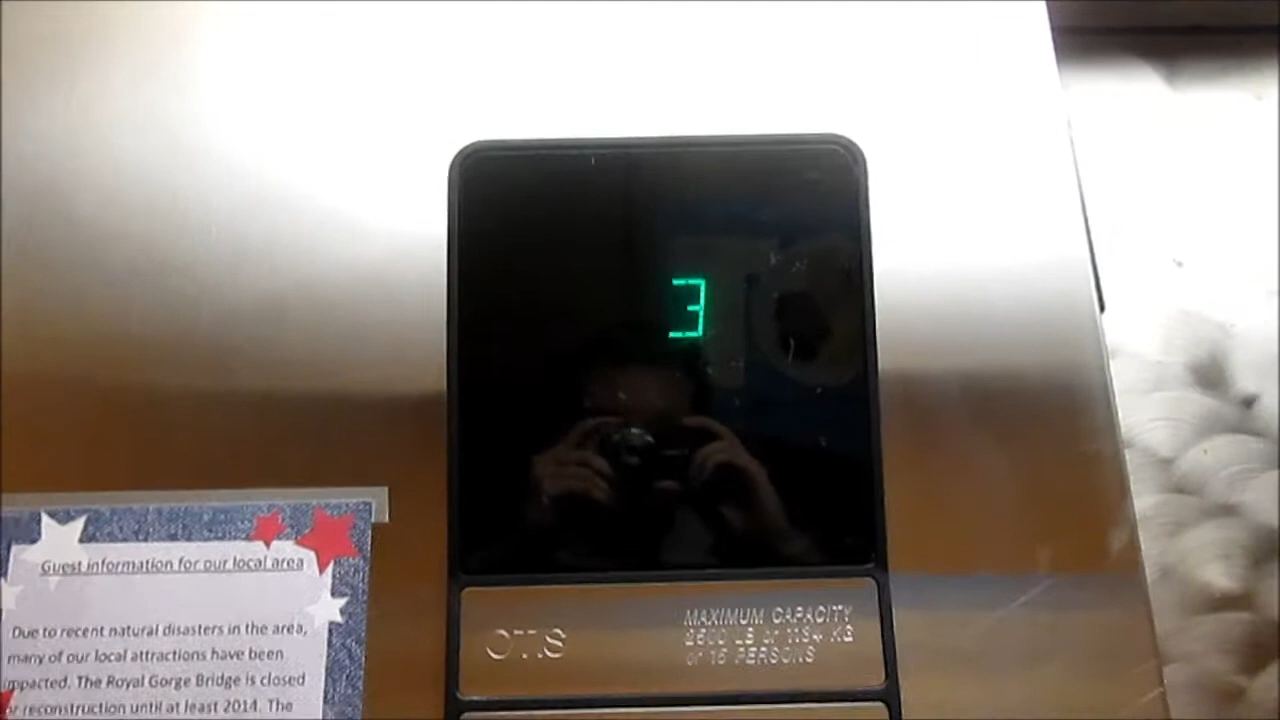 3
Guest information for our local area
Due to recent natural disasters in the area,
many of our local attractions have been
impacted. The Royal Gorge Bridge is closed
or reconstruction until at least 2014. The
OTIS
MAXIMUM CAPACITY
2500 LB or 1134 KG
or 15 PERSONS